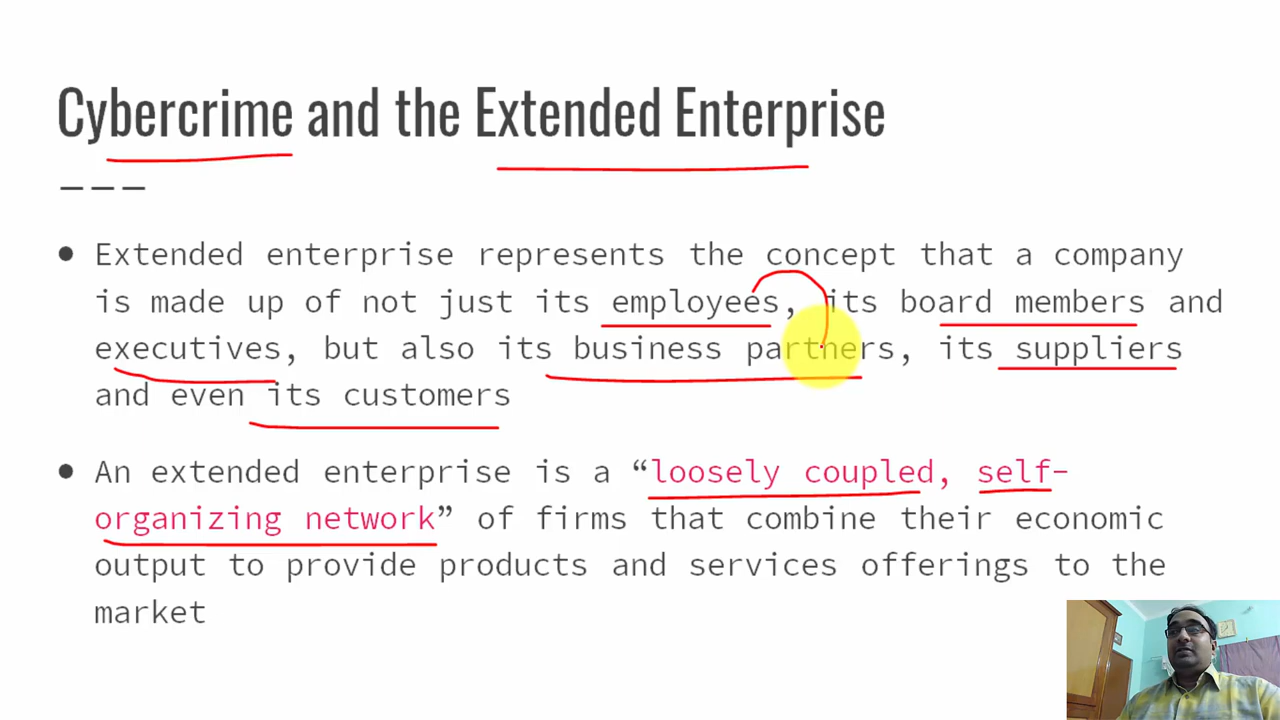 Cybercrime and the Extended Enterprise
● Extended enterprise represents the concept that a company
is made up of not just its employees, its board members and
executives, but also its business partners, its suppliers
and even its customers
● An extended enterprise is a “loosely coupled, self-
organizing network” of firms that combine their economic
output to provide products and services offerings to the
market